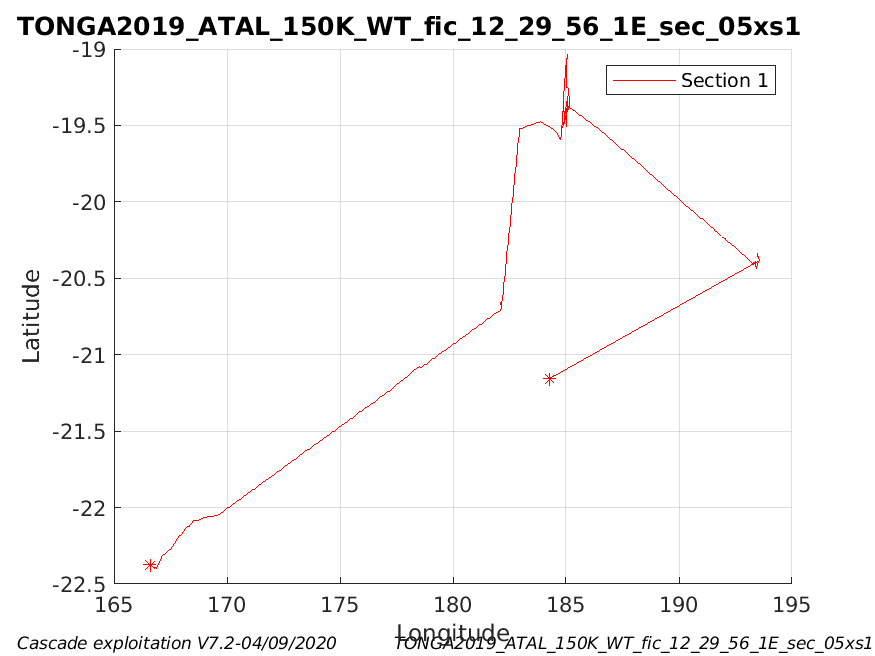 TONGA2019_ATAL_150K_WT_fic_12_29_56_1E_sec_05xs1
-19
Section 1
-19.5
-20
-20.5
Latitude
-21
-21.5
-22
-22.5
165 170 175 180 185 190 195
Longitude
Cascade exploitation V7.2-04/09/2020 TONGA2019_ATAL_150K_WT_fic_12_29_56_1E_sec_05xs1